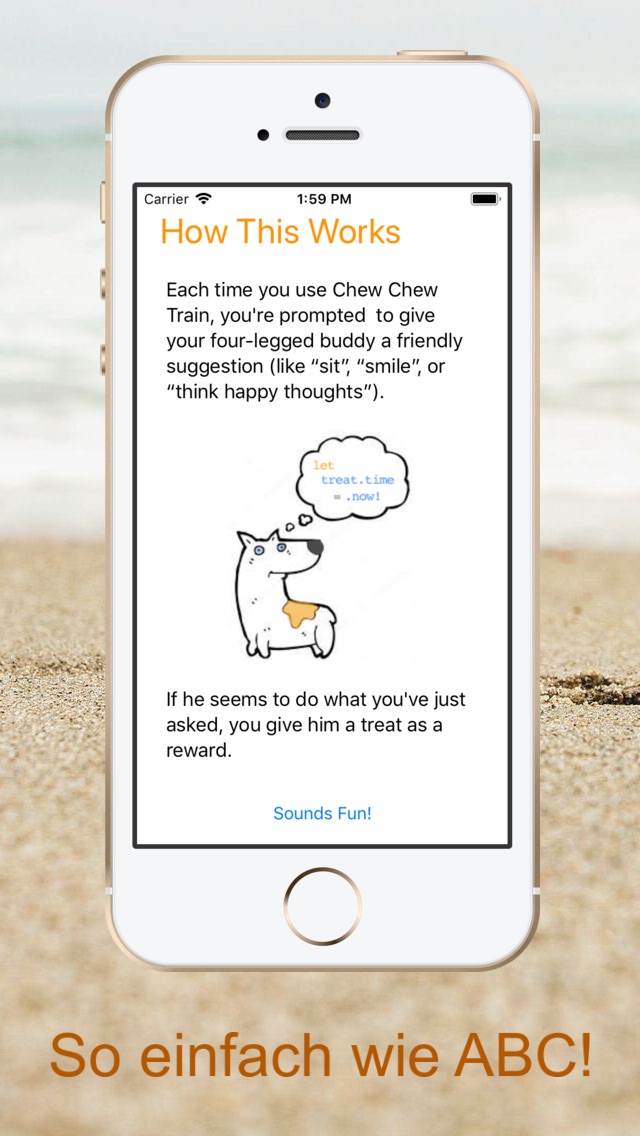 Carrier 1:59 PM
How This Works
Each time you use Chew Chew
Train, you're prompted  to give
your four-legged buddy a friendly
suggestion (like “sit”, “smile”, or
“think happy thoughts”).
let
treat.time
= .now!
If he seems to do what you've just
asked, you give him a treat as a
reward.
Sounds Fun!
So einfach wie ABC!